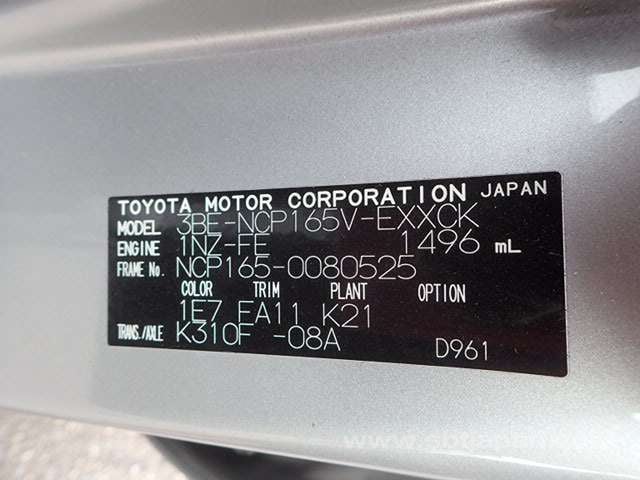 TOYOTA MOTOR CORPORATION JAPAN
MODEL 3BE-NCP165V-EXXCK
ENGINE 1NZ-FE 1496 mL
FRAME No. NCP165-0080525
COLOR TRIM PLANT OPTION
1E7 FA11 K21
TRANS./AXLE K310F -08A D961